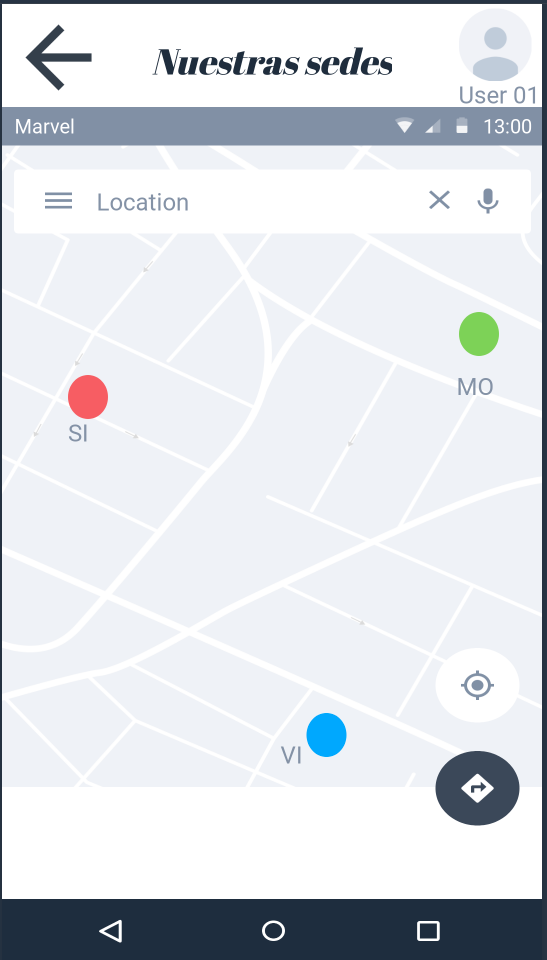 Nuestras sedes
User 01
Marvel 13:00
Location
MO
SI
VI